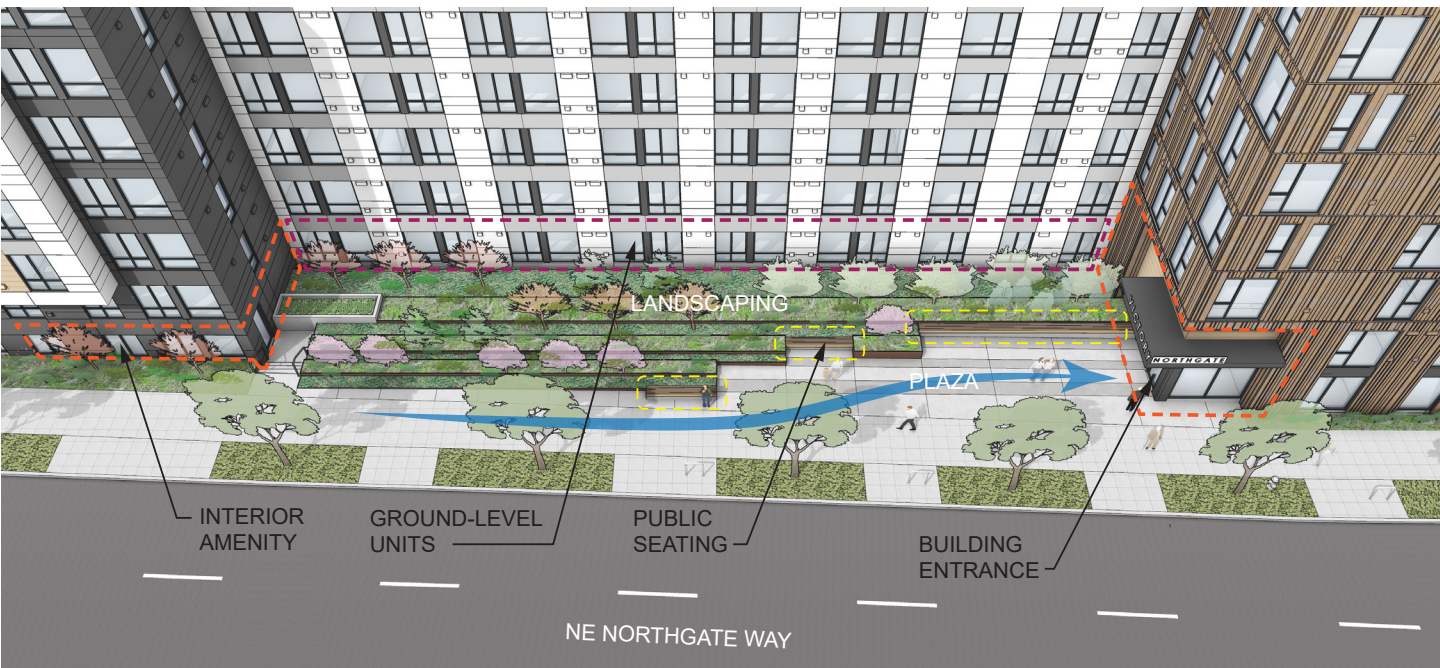 LANDSCAPING
NORTHGATE
PLAZA
INTERIOR
AMENITY
GROUND-LEVEL
UNITS
PUBLIC
SEATING
BUILDING
ENTRANCE
NE NORTHGATE WAY